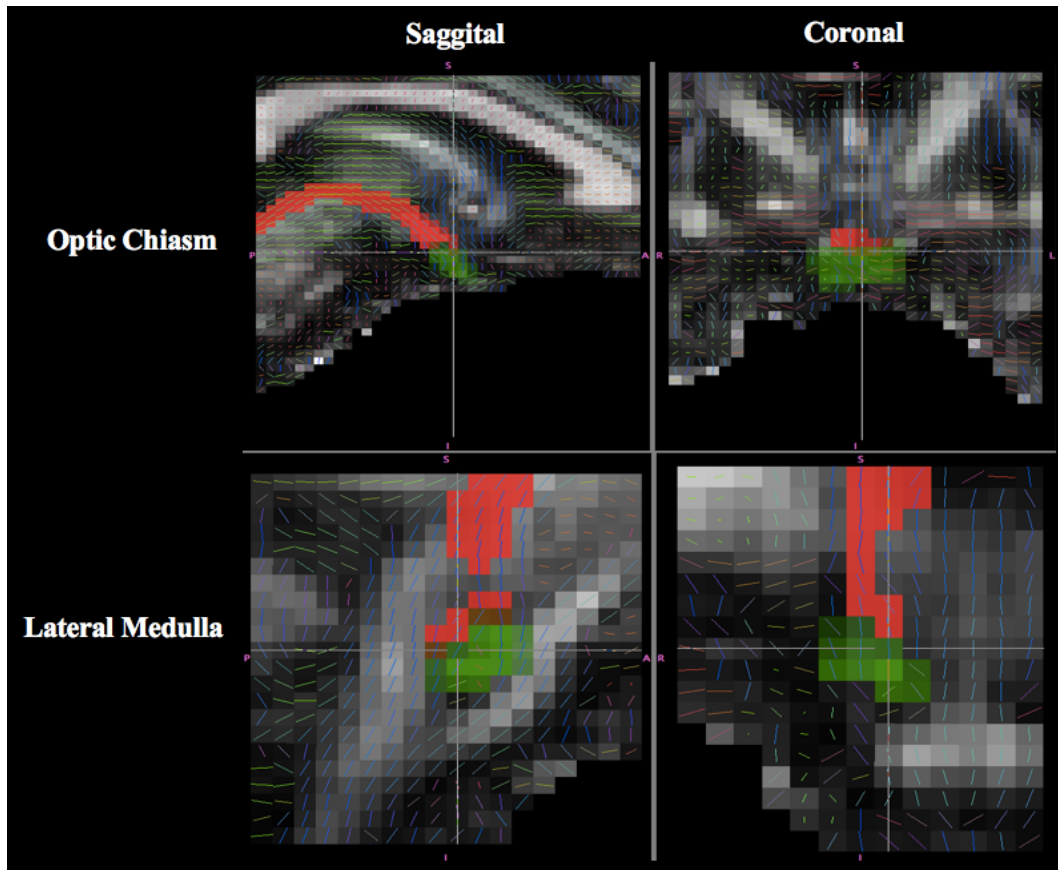 Saggital
Coronal
S
S
Optic Chiasm
P
A
R
L
I
I
S
S
Lateral Medulla
P
A
R
I
I